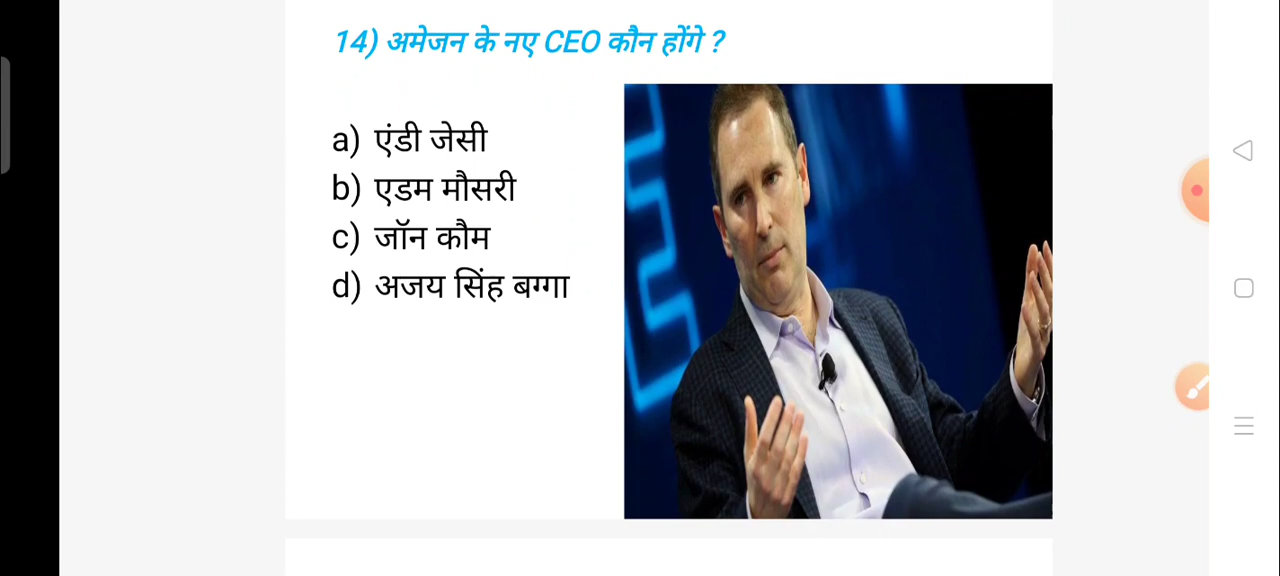 14) अमेजन के नए CEO कौन होंगे ?
a) एंडी जेसी
b) एडम मौसरी
c) जॉन कौम
d) अजय सिंह बग्गा